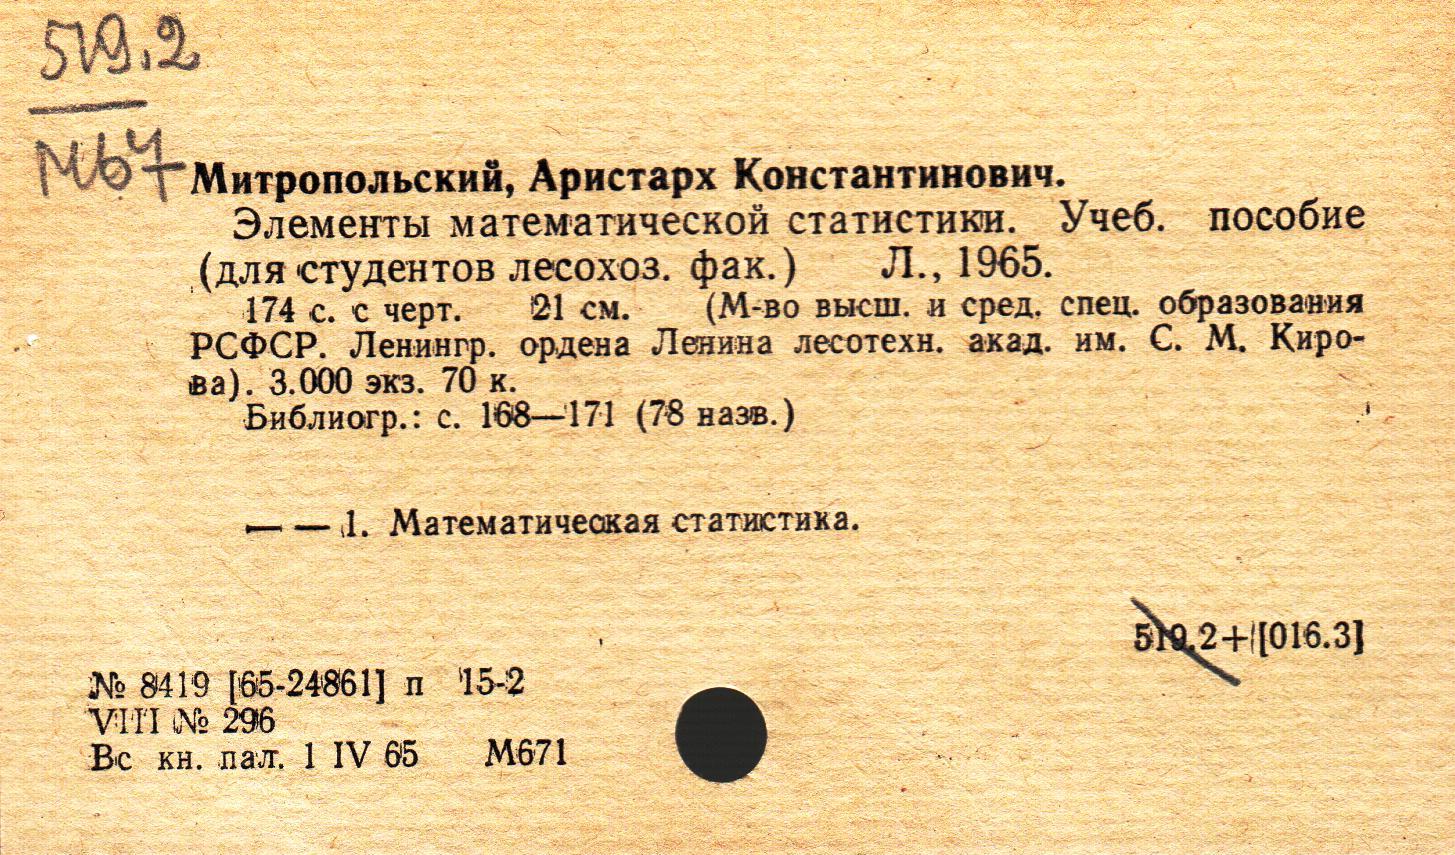 519.2
М67
Митропольский, Аристарх Константинович.
Элементы математической статистики. Учеб. пособие
(для студентов лесохоз. фак.) Л., 1965.
174 с. с черт. 21 см. (М-во высш. и сред. спец. образования
РСФСР. Ленингр. ордена Ленина лесотехн. акад. им. С. М. Киро-
ва). 3.000 экз. 70 к.
Библиогр.: с. 168—171 (78 назв.)
— — 1. Математическая статистика.
519.2+[016.3]
№ 8419 [65-24861] п 15-2
VIII № 296
Вс кн. пал. 1 IV 65 М671